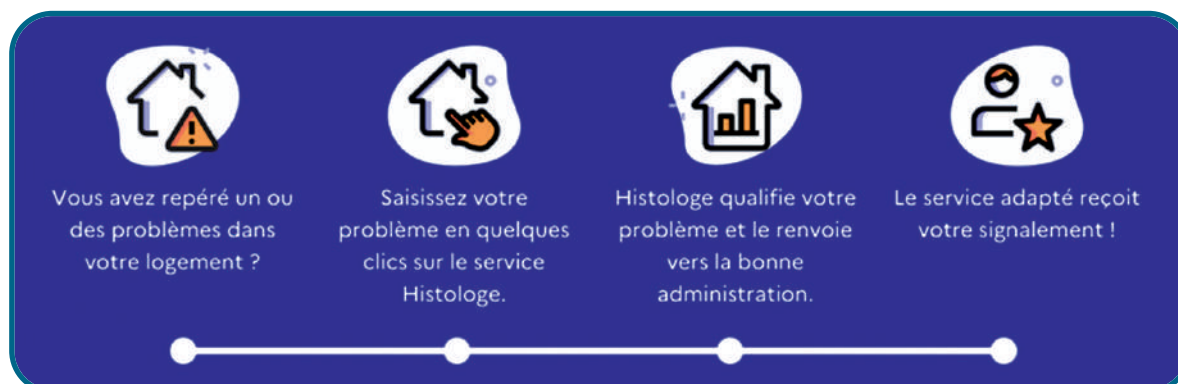 Vous avez repéré un ou
des problèmes dans
votre logement ?
Saisissez votre
problème en quelques
clics sur le service
Histologe.
Histologe qualifie votre
problème et le renvoie
vers la bonne
administration.
Le service adapté reçoit
votre signalement !